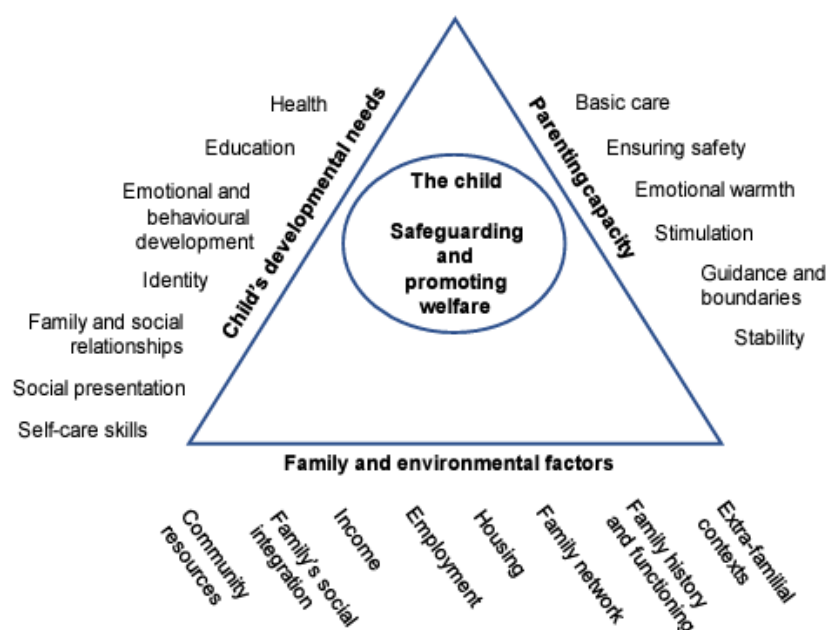 Health
Education
Emotional and
behavioural
development
Identity
Family and social
relationships
Social presentation
Self-care skills
Child's developmental needs
The child
Safeguarding
and
promoting
welfare
Parenting capacity
Basic care
Ensuring safety
Emotional warmth
Stimulation
Guidance and
boundaries
Stability
Family and environmental factors
Community
resources
Family's social
integration
Income
Employment
Housing
Family network
Family history
and functioning
Extra-familial
contexts